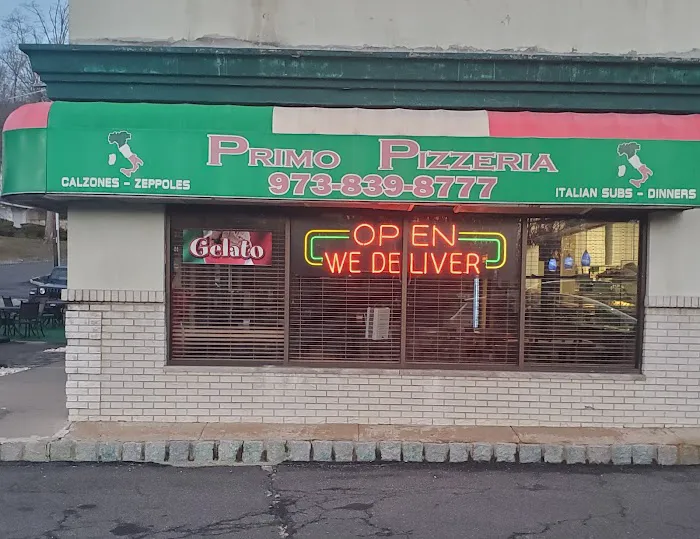 PRIMO PIZZERIA
973-839-8777
CALZONES - ZEPPOLES
ITALIAN SUBS - DINNERS
Gelato
OPEN
WE DELIVER